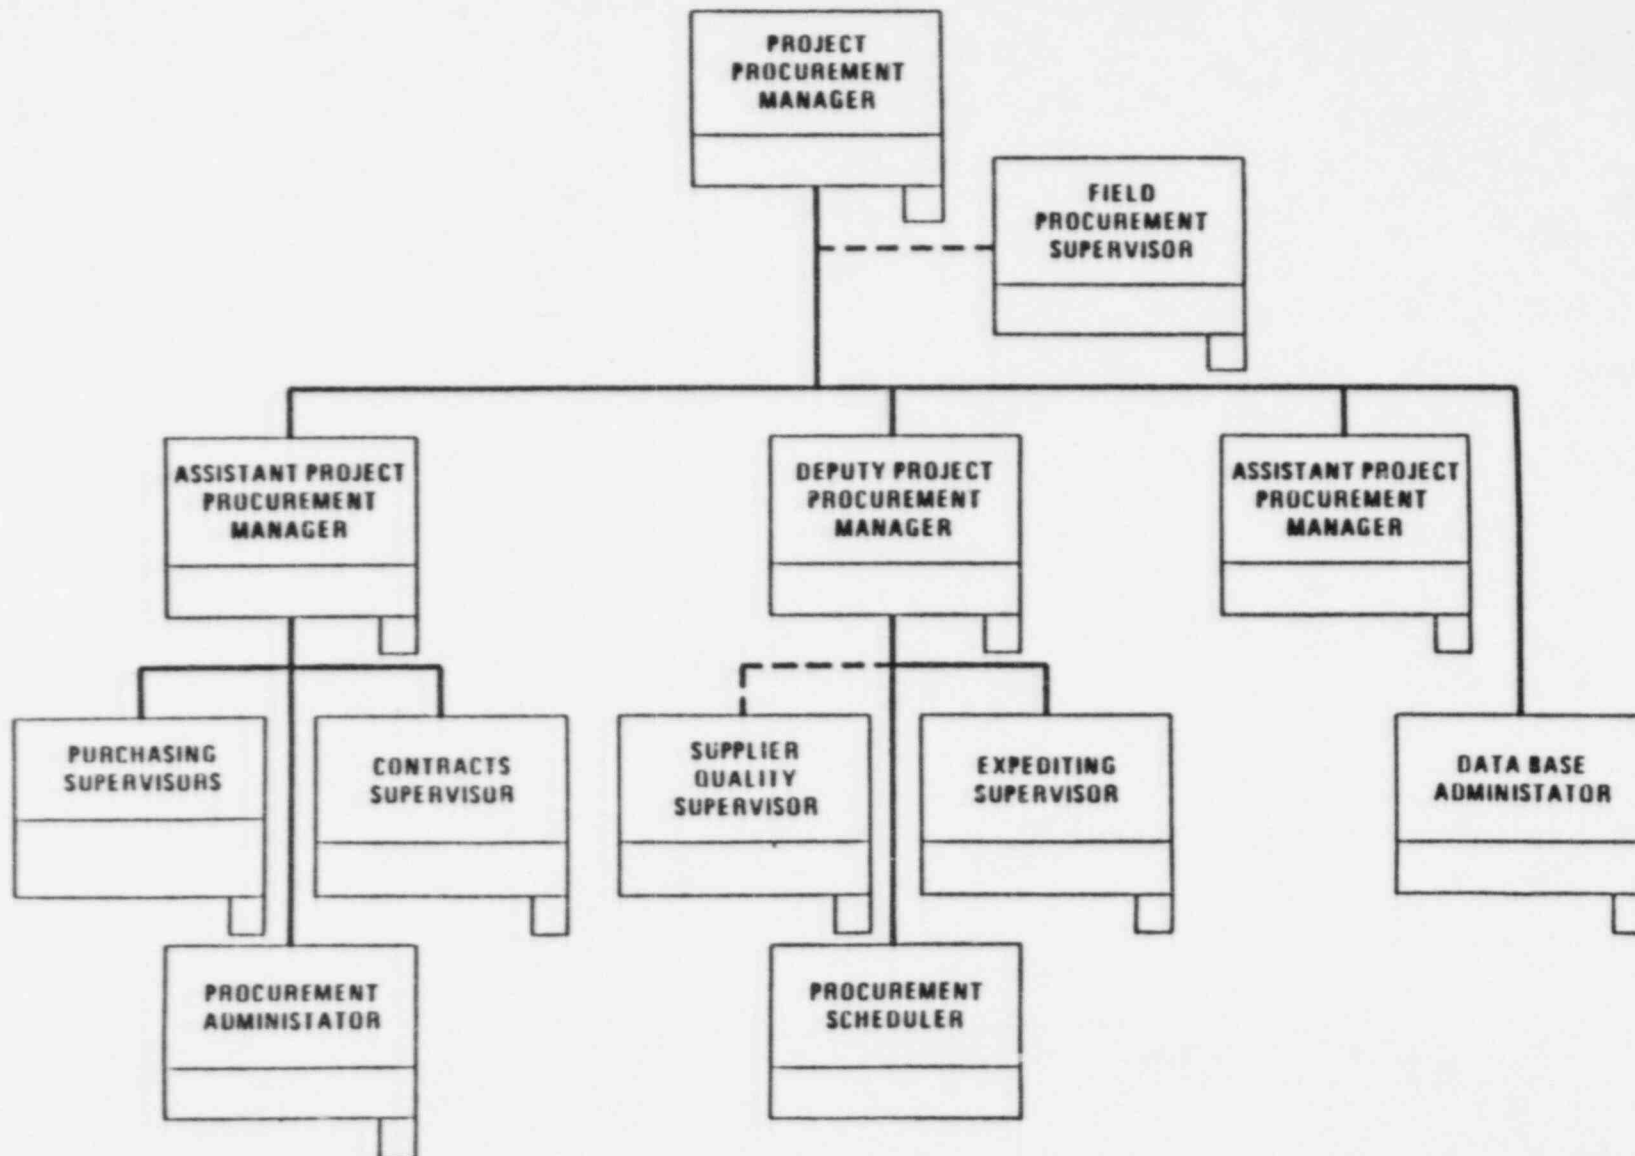 PROJECT
PROCUREMENT
MANAGER
FIELD
PROCUREMENT
SUPERVISOR
ASSISTANT PROJECT
PROCUREMENT
MANAGER
DEPUTY PROJECT
PROCUREMENT
MANAGER
ASSISTANT PROJECT
PROCUREMENT
MANAGER
PURCHASING
SUPERVISORS
CONTRACTS
SUPERVISOR
SUPPLIER
QUALITY
SUPERVISOR
EXPEDITING
SUPERVISOR
DATA BASE
ADMINISTATOR
PROCUREMENT
ADMINISTATOR
PROCUREMENT
SCHEDULER